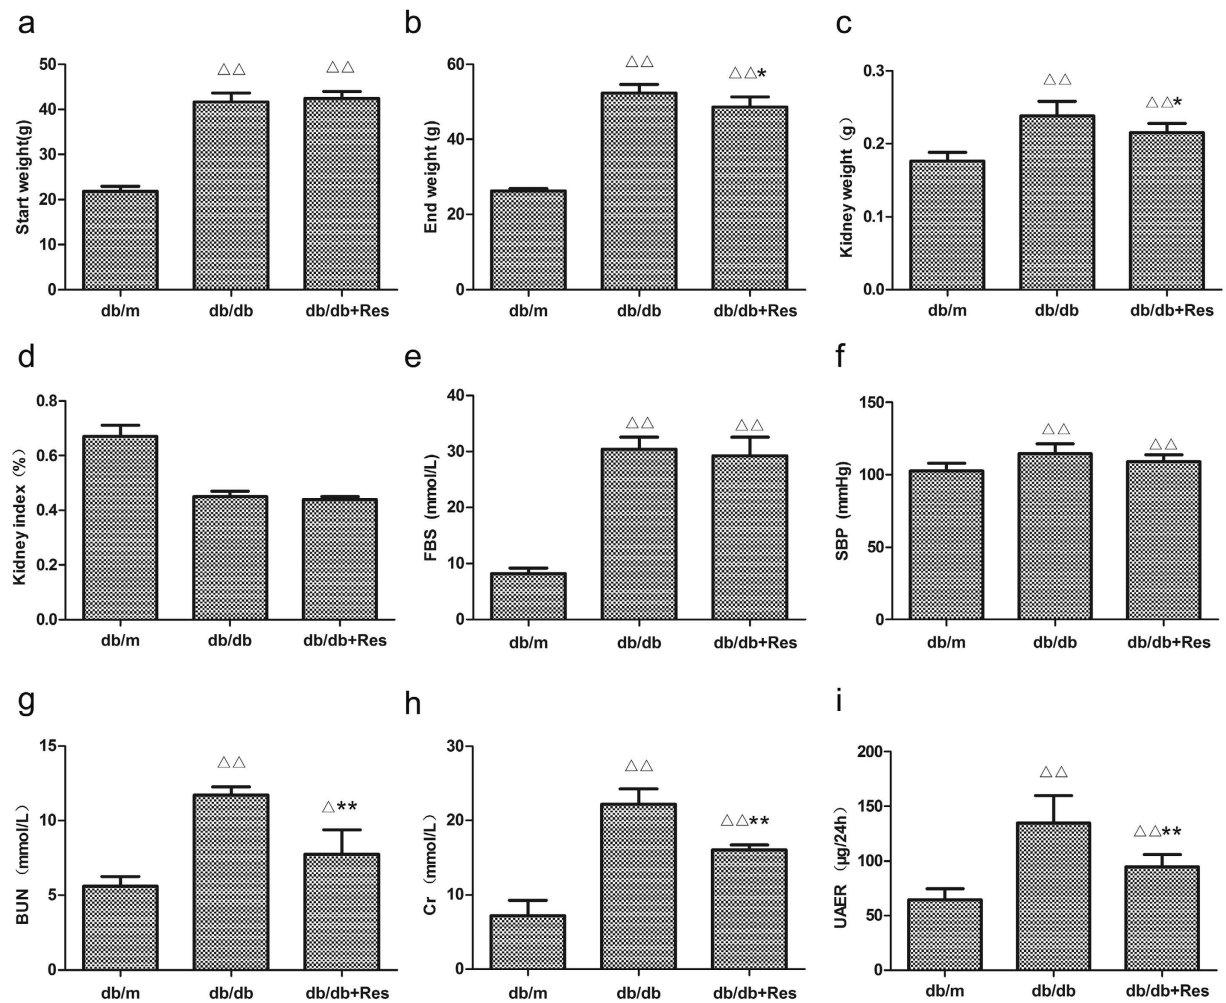 a
Start weight(g)
50
40
30
20
10
0
△△
△△
db/m
db/db
db/db+Res
b
End weight (g)
60
40
20
0
△△
△△*
db/m
db/db
db/db+Res
c
Kidney weight（g）
0.3
0.2
0.1
0.0
△△
△△*
db/m
db/db
db/db+Res
d
Kidney index（%）
0.8
0.6
0.4
0.2
0.0
db/m
db/db
db/db+Res
e
FBS (mmol/L)
40
30
20
10
0
△△
△△
db/m
db/db
db/db+Res
f
SBP (mmHg)
150
100
50
0
△△
△△
db/m
db/db
db/db+Res
g
BUN（mmol/L）
15
10
5
0
△△
△**
db/m
db/db
db/db+Res
h
Cr（mmol/L）
30
20
10
0
△△
△△**
db/m
db/db
db/db+Res
i
UAER（μg/24h）
200
150
100
50
0
△△
△△**
db/m
db/db
db/db+Res